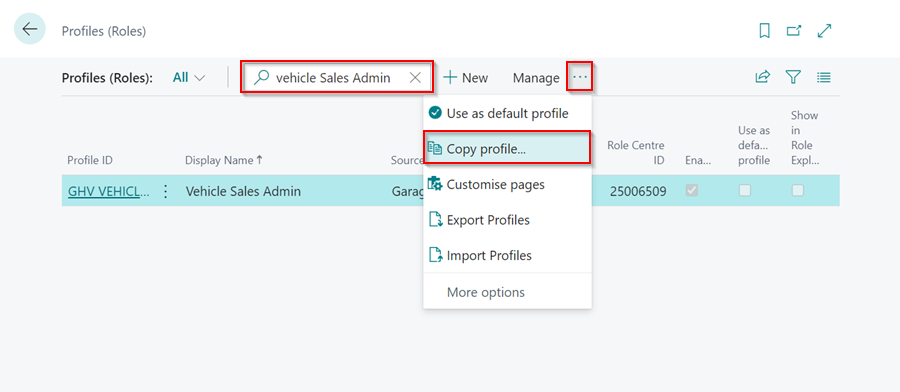 Profiles (Roles)
Profiles (Roles): All vehicle Sales Admin New Manage ...
Use as default profile
Copy profile...
Customise pages
Export Profiles
Import Profiles
More options
Profile ID
Display Name ↑
Source
Role Centre
ID
Ena...
Use as
defa...
profile
Show
in
Role
Expl...
GHV VEHICL... Vehicle Sales Admin Garag 25006509